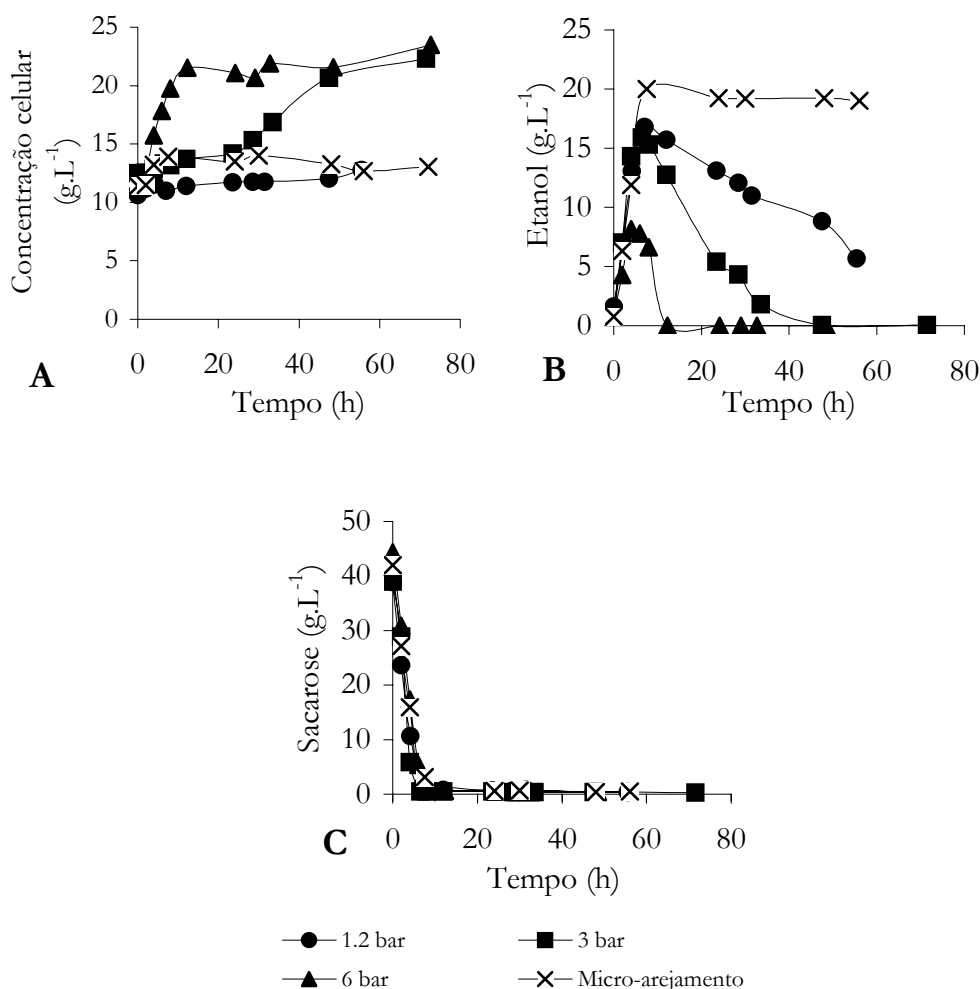 Concentração celular
(g.L-1)
25
20
15
10
5
0
0 20 40 60 80
Tempo (h)
A
Etanol (g.L-1)
25
20
15
10
5
0
0 20 40 60 80
Tempo (h)
B
Sacarose (g.L-1)
50
40
30
20
10
0
0 20 40 60 80
Tempo (h)
C
1.2 bar
3 bar
6 bar
Micro-arejamento